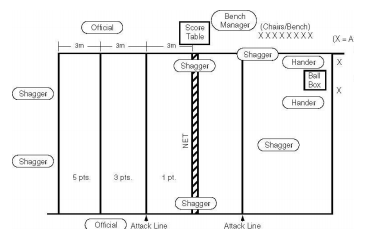 Official
Score
Table
Bench
Manager
(Chairs/Bench)
X X X X X X X X
(X = A
3m
3m
3m
Shagger
Shagger
Hander
X
Ball
Box
X
Hander
Shagger
Shagger
Shagger
NET
5 pts.
3 pts.
1 pt.
Shagger
Official
Attack Line
Attack Line